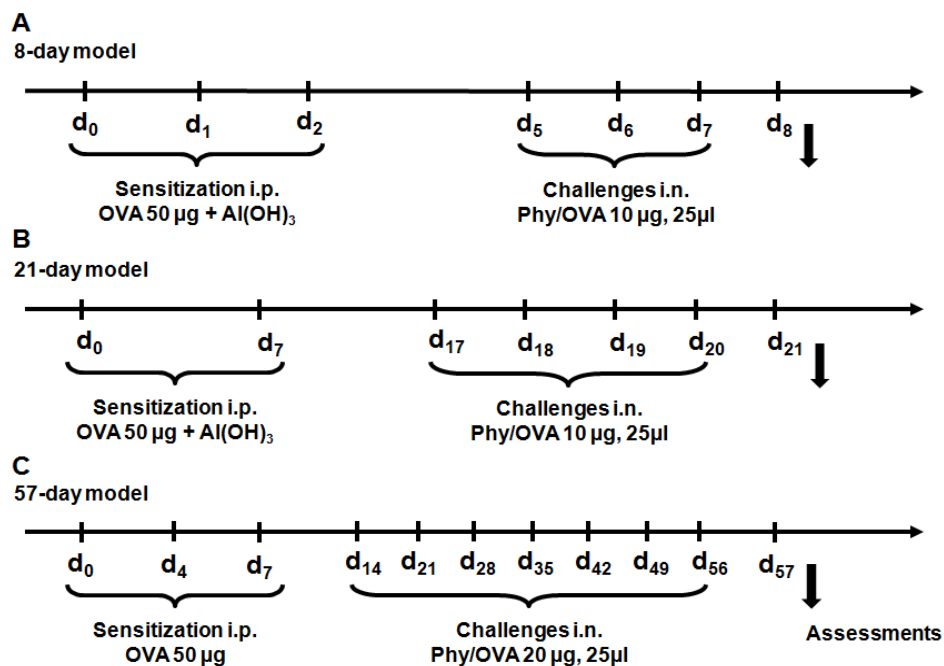 A
8-day model
d₀ d₁ d₂ d₅ d₆ d₇ d₈
Sensitization i.p. Challenges i.n.
OVA 50 µg + Al(OH)₃ Phy/OVA 10 µg, 25µl
B
21-day model
d₀ d₇ d₁₇ d₁₈ d₁₉ d₂₀ d₂₁
Sensitization i.p. Challenges i.n.
OVA 50 µg + Al(OH)₃ Phy/OVA 10 µg, 25µl
C
57-day model
d₀ d₄ d₇ d₁₄ d₂₁ d₂₈ d₃₅ d₄₂ d₄₉ d₅₆ d₅₇
Sensitization i.p. Challenges i.n. Assessments
OVA 50 µg Phy/OVA 20 µg, 25µl